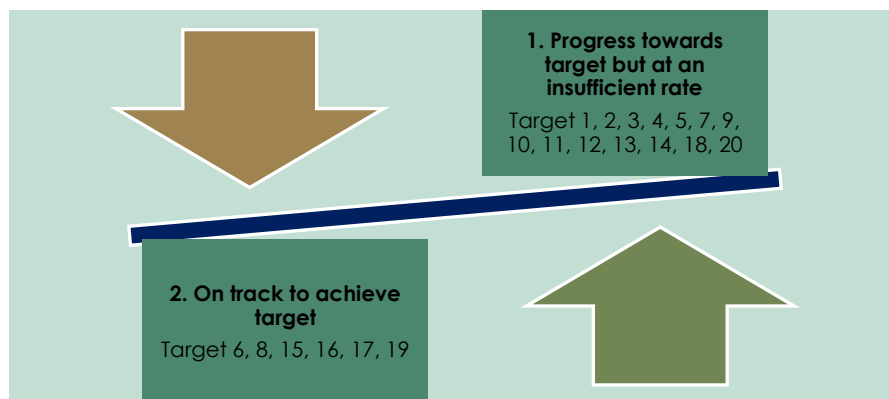 1. Progress towards
target but at an
insufficient rate
Target 1, 2, 3, 4, 5, 7, 9,
10, 11, 12, 13, 14, 18, 20
2. On track to achieve
target
Target 6, 8, 15, 16, 17, 19